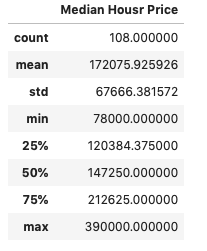 Median Housr Price
count 108.000000
mean 172075.925926
std 67666.381572
min 78000.000000
25% 120384.375000
50% 147250.000000
75% 212625.000000
max 390000.000000